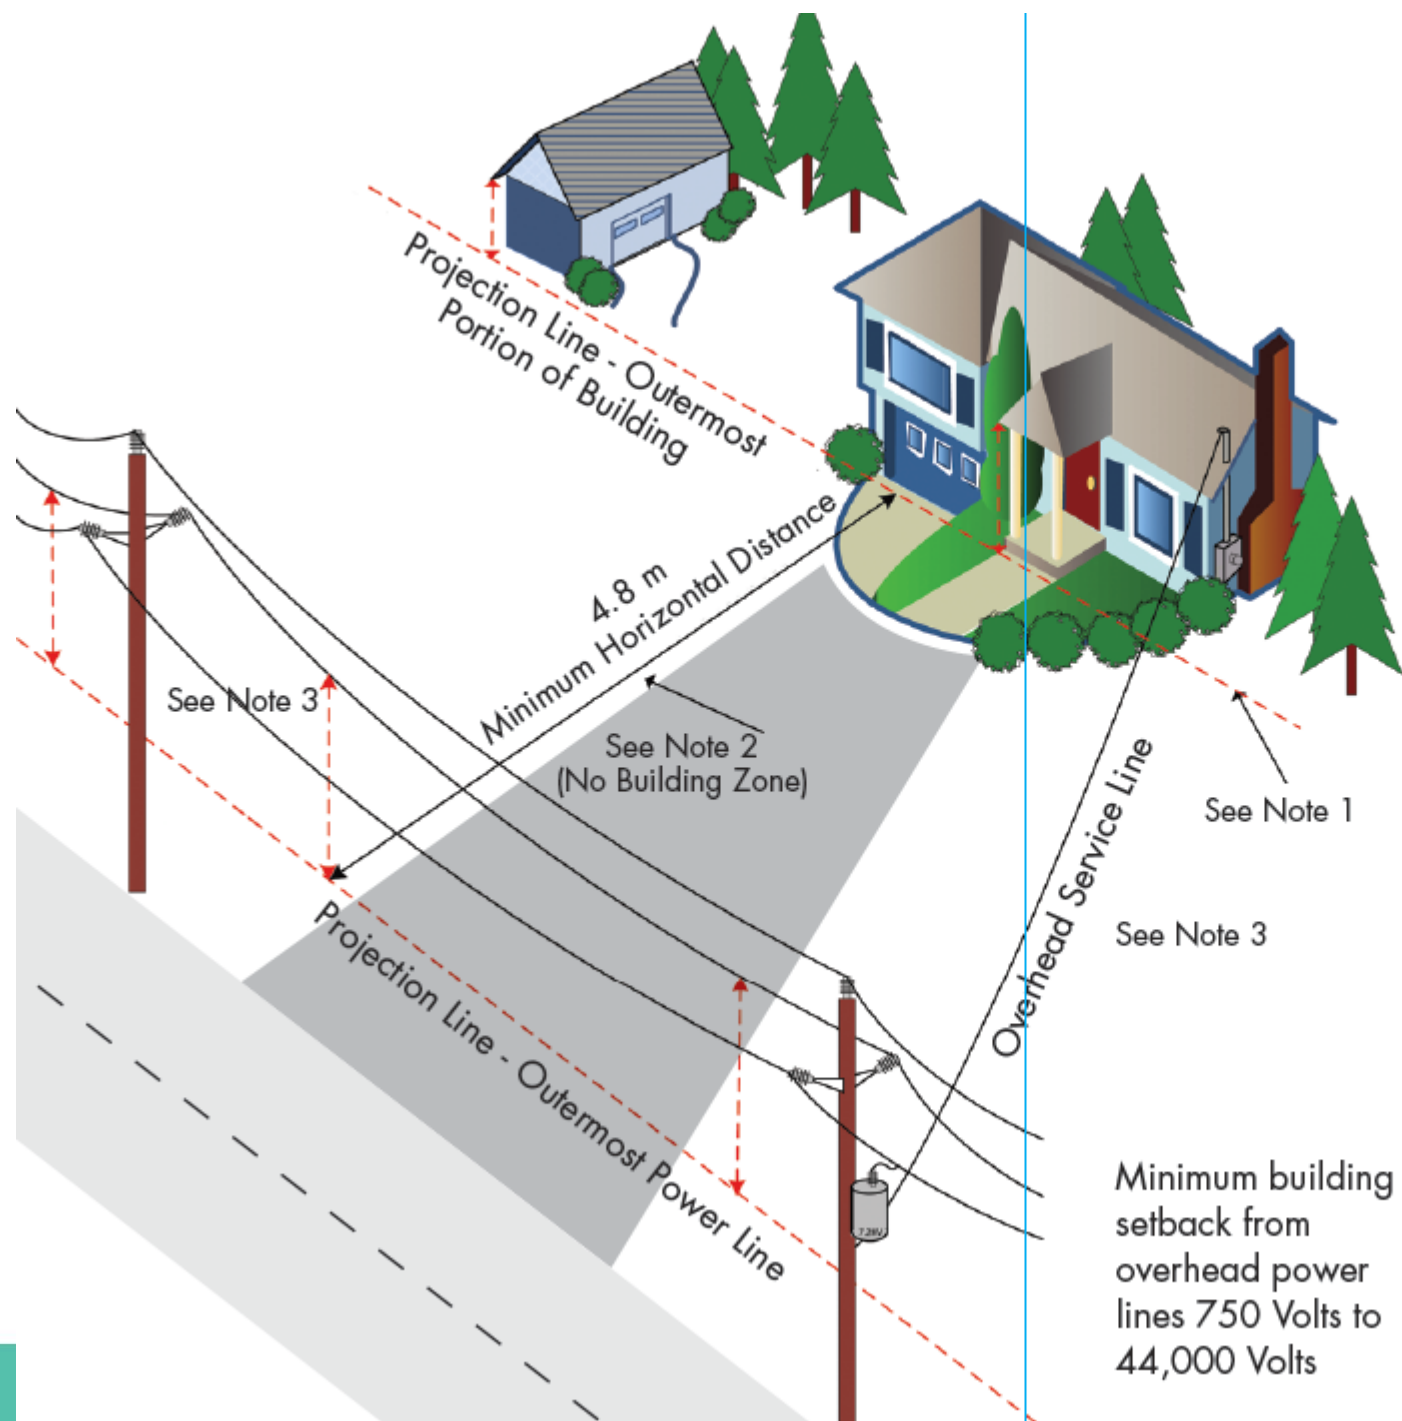 Projection Line - Outermost
Portion of Building
4.8 m
Minimum Horizontal Distance
See Note 3
See Note 2
(No Building Zone)
See Note 1
Overhead Service Line
See Note 3
Projection Line - Outermost Power Line
Minimum building
setback from
overhead power
lines 750 Volts to
44,000 Volts